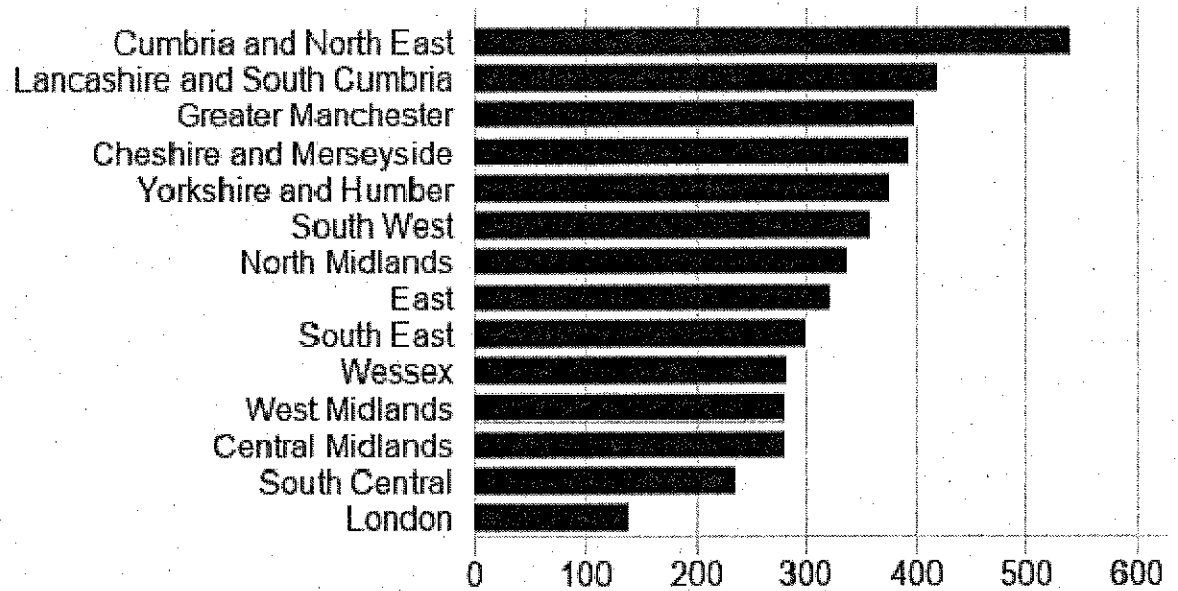 Cumbria and North East
Lancashire and South Cumbria
Greater Manchester
Cheshire and Merseyside
Yorkshire and Humber
South West
North Midlands
East
South East
Wessex
West Midlands
Central Midlands
South Central
London
0 100 200 300 400 500 600